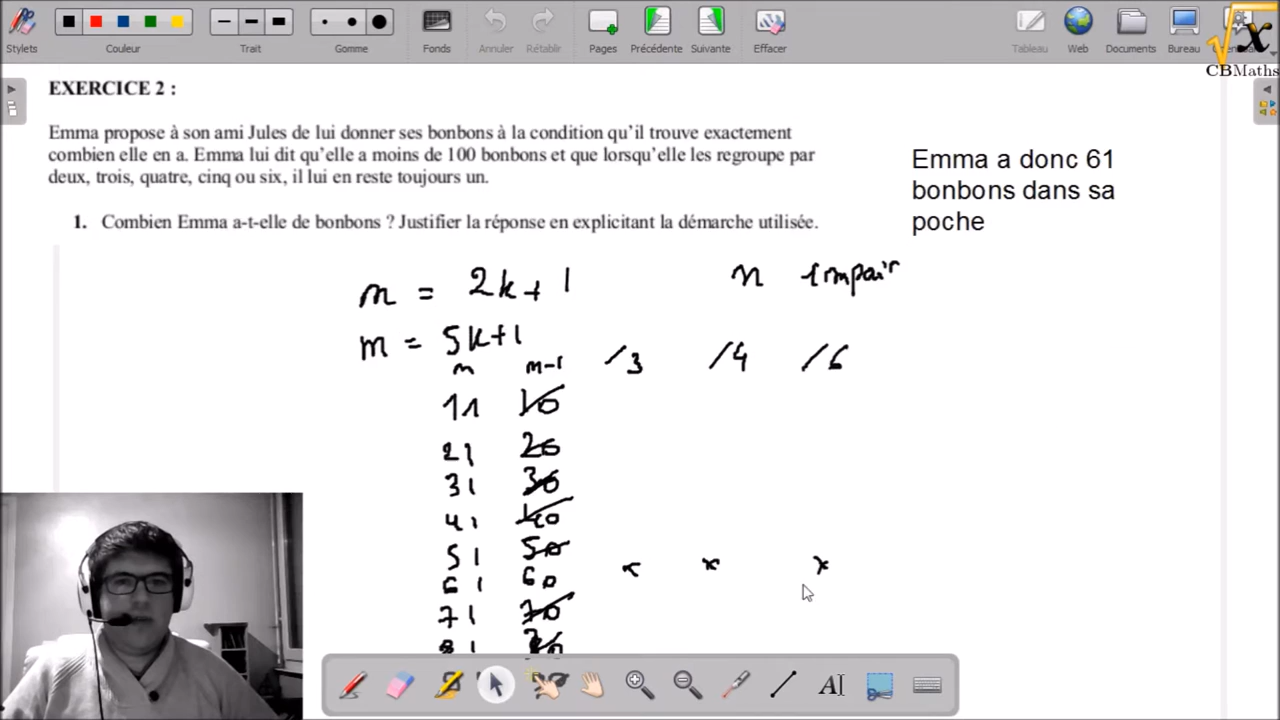 Stylets
Couleur
Trait
Gomme
Fonds
Annuler
Rétablir
Pages
Précédente
Suivante
Effacer
Tableau
Web
Documents
Bureau
√x
CBMaths
EXERCICE 2 :
Emma propose à son ami Jules de lui donner ses bonbons à la condition qu'il trouve exactement
combien elle en a. Emma lui dit qu'elle a moins de 100 bonbons et que lorsqu'elle les regroupe par
deux, trois, quatre, cinq ou six, il lui en reste toujours un.
1. Combien Emma a-t-elle de bonbons ? Justifier la réponse en explicitant la démarche utilisée.
Emma a donc 61
bonbons dans sa
poche
n = 2k+1 n impair
n = 5k+1
n n-1 /3 /4 /6
11 10
21 20
31 30
41 40
51 50
61 60 x x x
71 70
81 80
AI